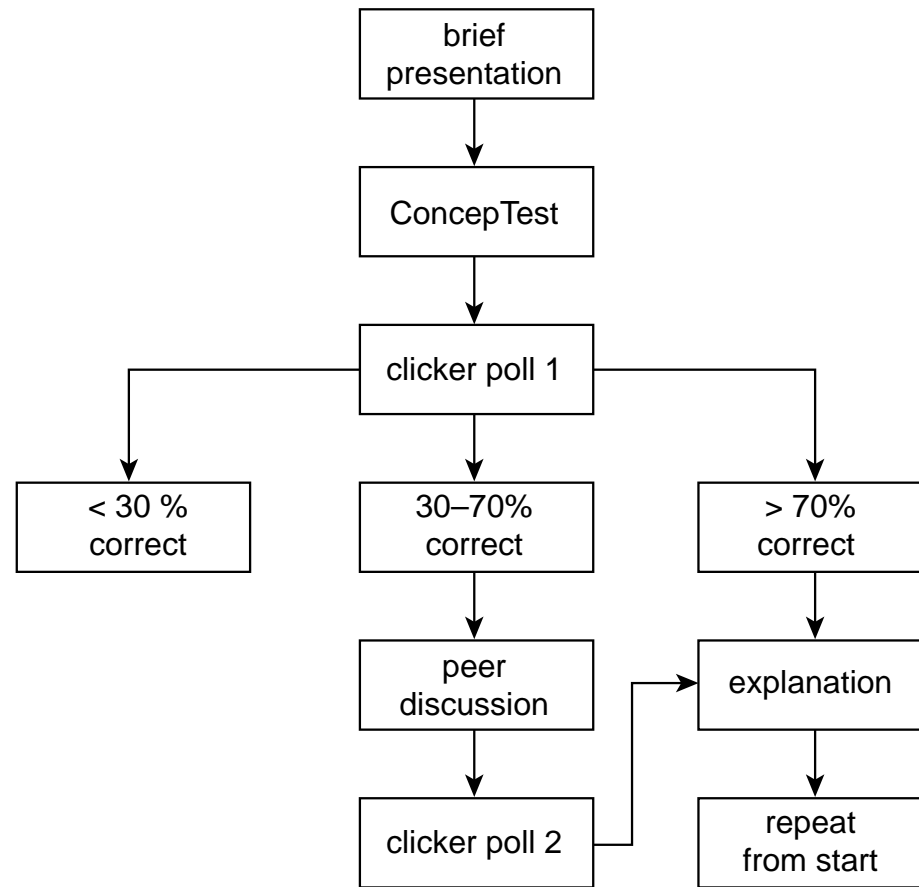 brief
presentation
ConcepTest
clicker poll 1
< 30 %
correct
30–70%
correct
> 70%
correct
peer
discussion
explanation
clicker poll 2
repeat
from start